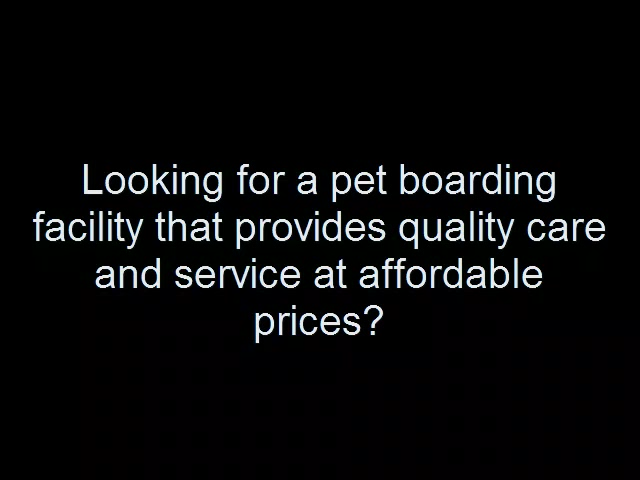 Looking for a pet boarding
facility that provides quality care
and service at affordable
prices?